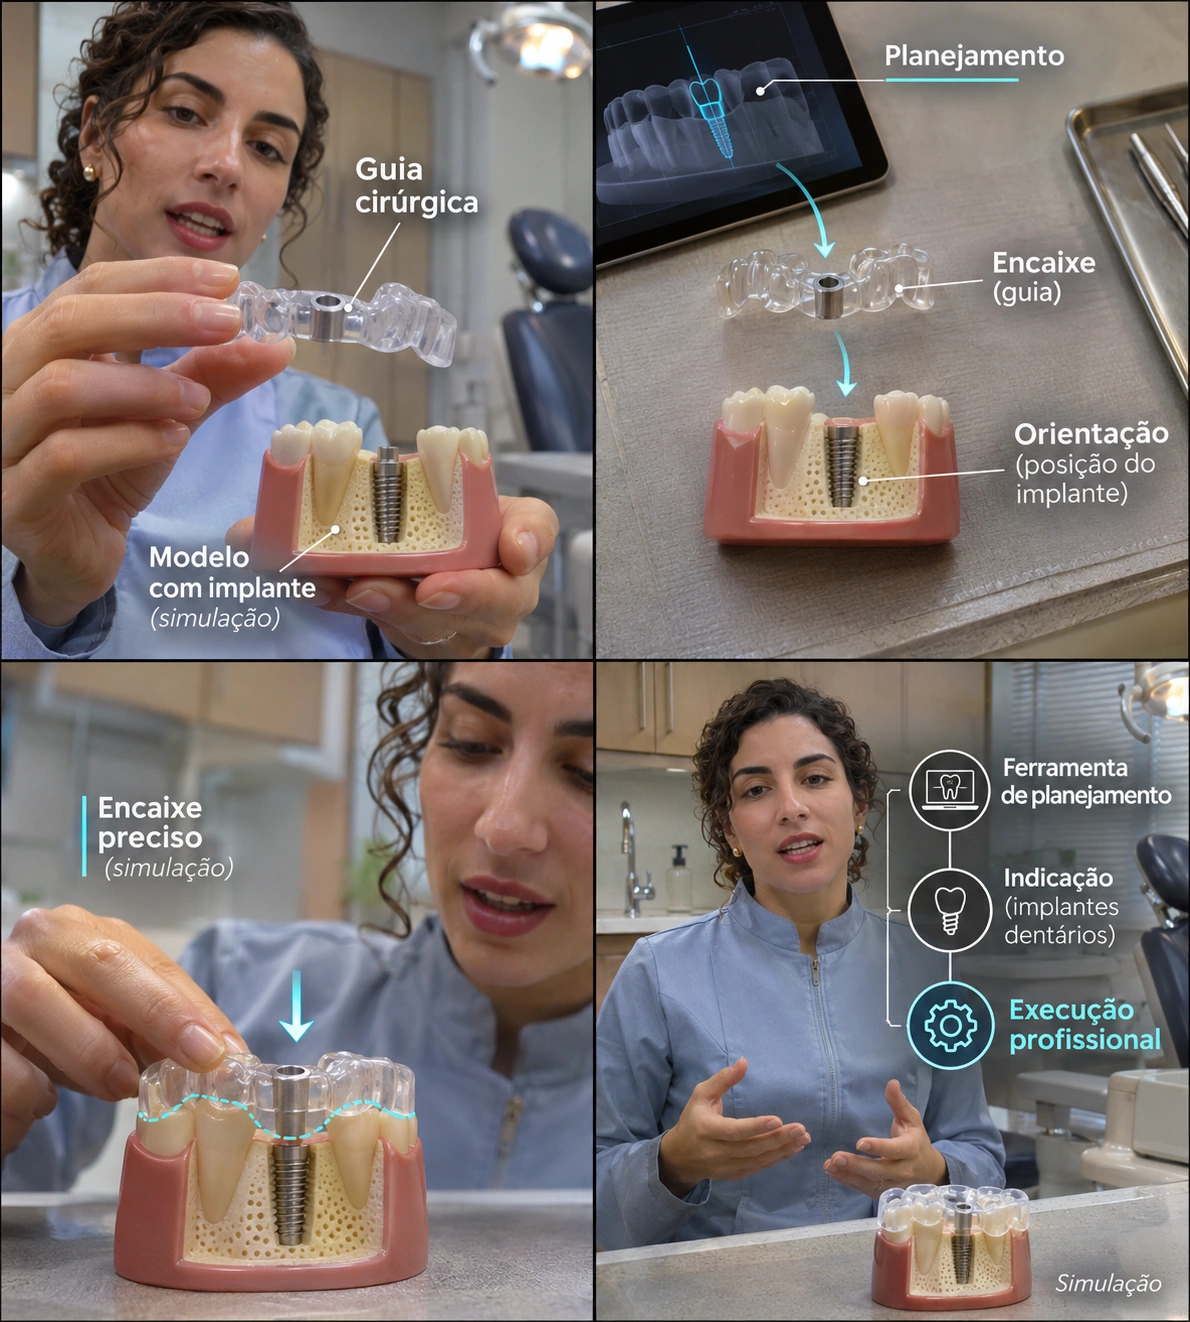 Guia
cirúrgica
Modelo
com implante
(simulação)
Planejamento
Encaixe
(guia)
Orientação
(posição do
implante)
Encaixe
preciso
(simulação)
Ferramenta
de planejamento
Indicação
(implantes
dentários)
Execução
profissional
Simulação